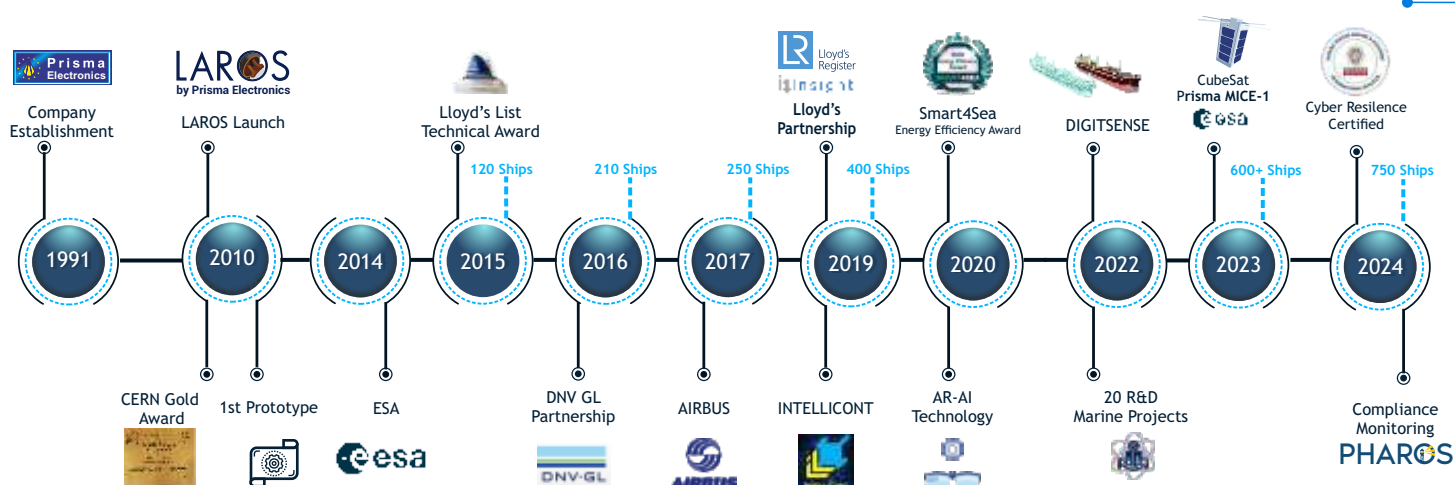 Prisma
Electronics
Company
Establishment
LAROS
by Prisma Electronics
LAROS Launch
Lloyd's List
Technical Award
LR
Lloyd's
Register
i4insight
Lloyd's
Partnership
Smart4Sea
Energy Efficiency Award
DIGITSENSE
CubeSat
Prisma MICE-1
esa
Cyber Resilence
Certified
120 Ships
210 Ships
250 Ships
400 Ships
600+ Ships
750 Ships
1991
2010
2014
2015
2016
2017
2019
2020
2022
2023
2024
CERN Gold
Award
1st Prototype
ESA
esa
DNV GL
Partnership
DNV·GL
AIRBUS
AIRBUS
INTELLICONT
AR-AI
Technology
20 R&D
Marine Projects
Compliance
Monitoring
PHAROS